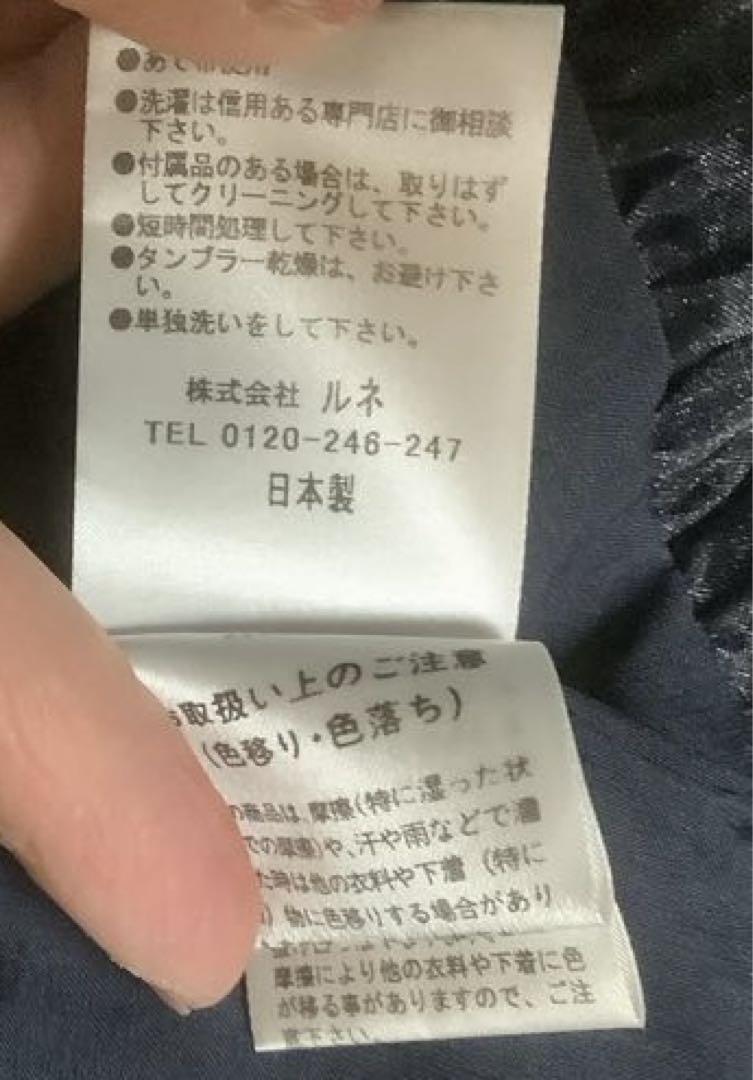 ●あて布使用
●洗濯は信用ある専門店に御相談
下さい。
●付属品のある場合は、取りはず
してクリーニングして下さい。
●短時間処理して下さい。
●タンブラー乾燥は、お避け下さ
い。
●単独洗いをして下さい。
株式会社 ルネ
TEL 0120-246-247
日本製
取扱い上のご注意
(色移り・色落ち)
の商品は、摩擦(特に湿った状
での摩擦)や、汗や雨などで濡
た時は他の衣料や下着(特に
)物に色移りする場合があり
摩擦により他の衣料や下着に色
が移る事がありますので、ご注
意下さい。